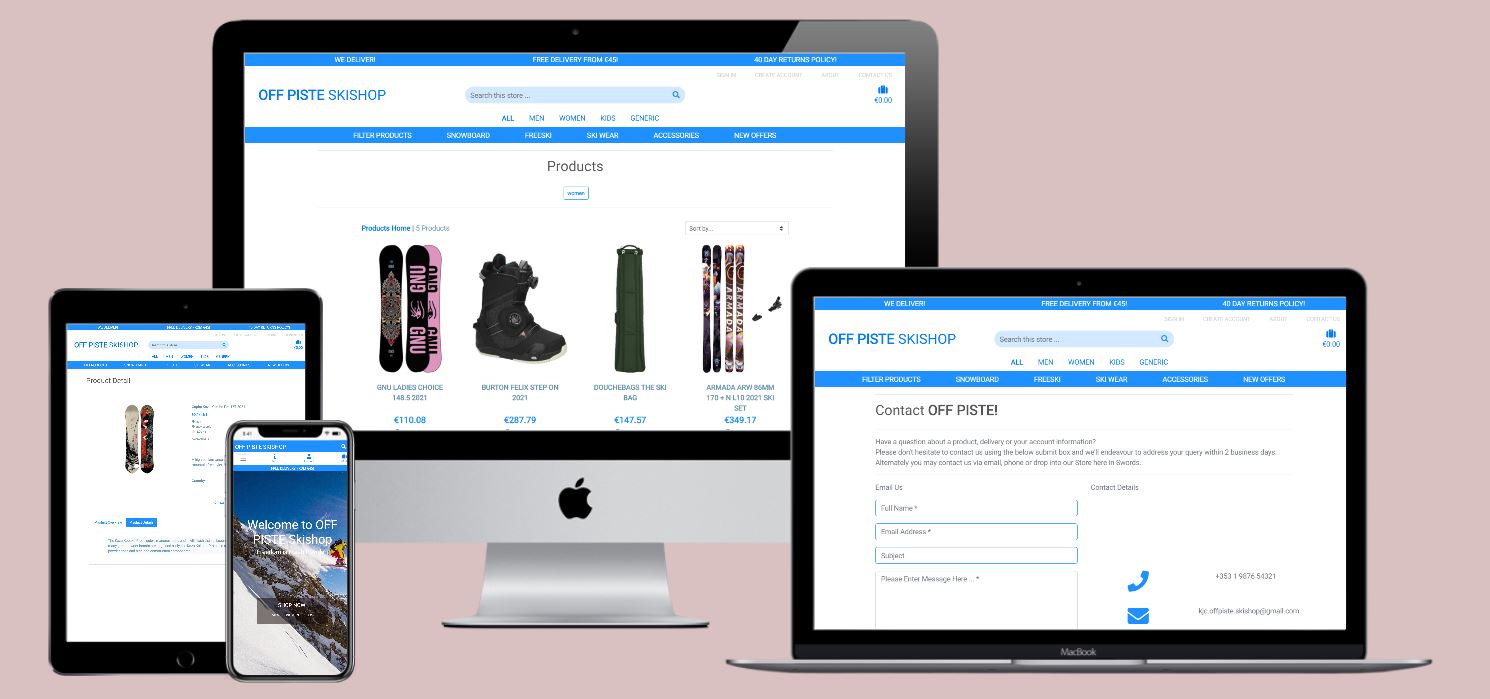 WE DELIVER! FREE DELIVERY FROM €45! 40 DAY RETURNS POLICY!
SIGN IN CREATE ACCOUNT ABOUT CONTACT US
OFF PISTE SKISHOP Search this store ... €0.00
ALL MEN WOMEN KIDS GENERIC
FILTER PRODUCTS SNOWBOARD FREESKI SKI WEAR ACCESSORIES NEW OFFERS
Products
women
Products Home | 5 Products Sort by...
GNU
GNU
ARMADA
GNU LADIES CHOICE
148.5 2021
€110.08
BURTON FELIX STEP ON
2021
€287.79
DOUCHEBAGS THE SKI
BAG
€147.57
ARMADA ARW 86MM
170 + N L10 2021 SKI
SET
€349.17
OFF PISTE SKISHOP
€0.00
Product Detail
Product Details
OFF PISTE SKISHOP
Welcome to OFF
PISTE Skishop
SHOP NOW
WE DELIVER! FREE DELIVERY FROM €45! 40 DAY RETURNS POLICY!
SIGN IN CREATE ACCOUNT ABOUT CONTACT US
OFF PISTE SKISHOP Search this store ... €0.00
ALL MEN WOMEN KIDS GENERIC
FILTER PRODUCTS SNOWBOARD FREESKI SKI WEAR ACCESSORIES NEW OFFERS
Contact OFF PISTE!
Have a question about a product, delivery or your account information?
Please don't hesitate to contact us using the below submit box and we'll endeavour to address your query within 2 business days.
Alternately you may contact us via email, phone or drop into our Store here in Swords.
Email Us Contact Details
Full Name *
Email Address *
Subject
Please Enter Message Here ... *
+353 1 9876 54321
kjc.offpiste.skishop@gmail.com
MacBook